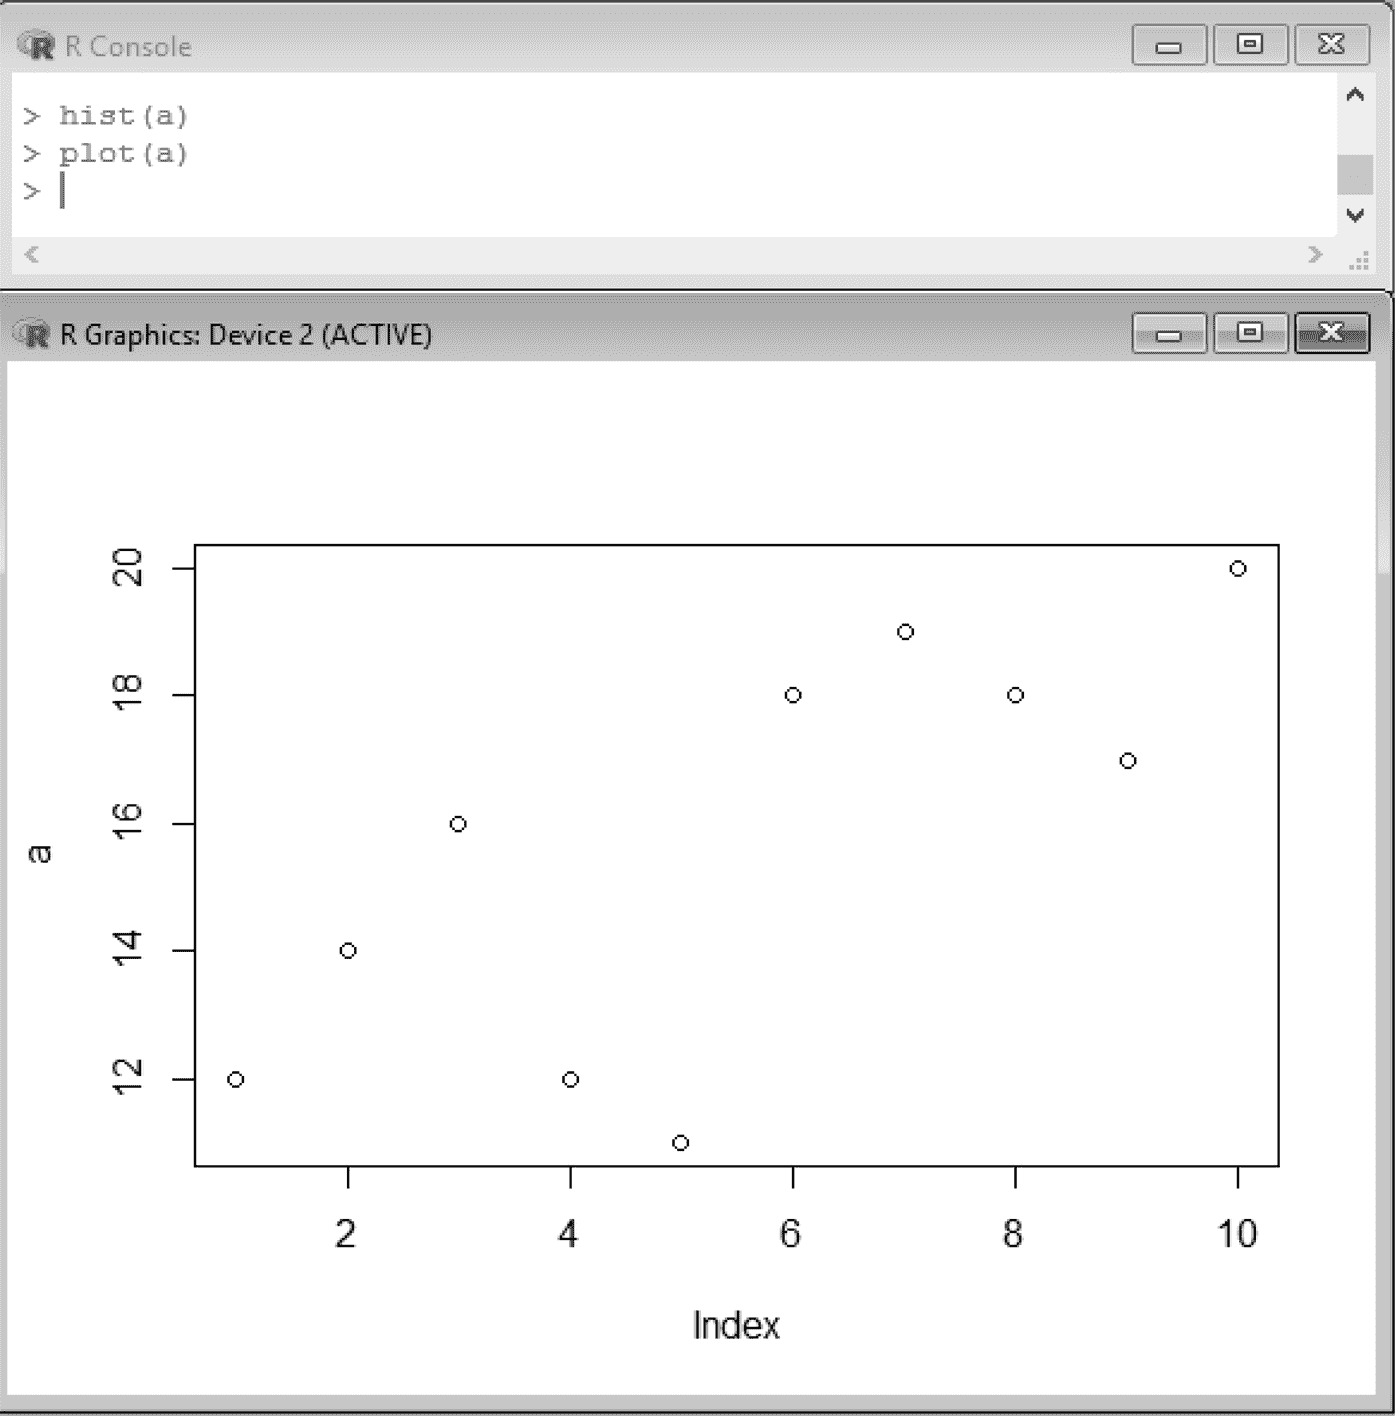 R Console
> hist(a)
> plot(a)
>
R Graphics: Device 2 (ACTIVE)
20
18
16
14
12
a
2 4 6 8 10
Index